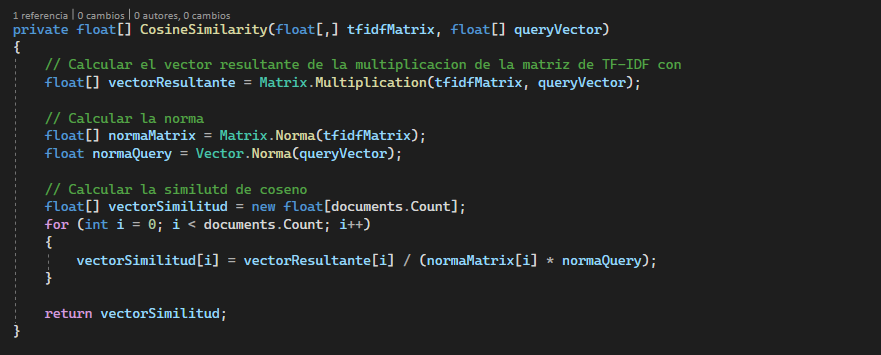 1 referencia | 0 cambios | 0 autores, 0 cambios
private float[] CosineSimilarity(float[,] tfidfMatrix, float[] queryVector)
{
// Calcular el vector resultante de la multiplicacion de la matriz de TF-IDF con
float[] vectorResultante = Matrix.Multiplication(tfidfMatrix, queryVector);
// Calcular la norma
float[] normaMatrix = Matrix.Norma(tfidfMatrix);
float normaQuery = Vector.Norma(queryVector);
// Calcular la similutd de coseno
float[] vectorSimilitud = new float[documents.Count];
for (int i = 0; i < documents.Count; i++)
{
vectorSimilitud[i] = vectorResultante[i] / (normaMatrix[i] * normaQuery);
}
return vectorSimilitud;
}